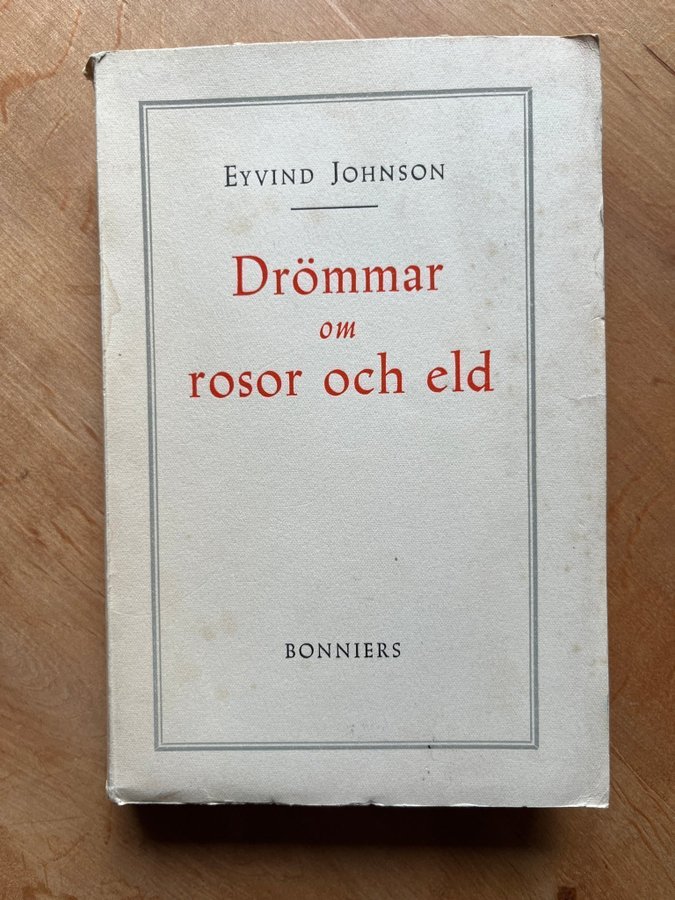 Eyvind Johnson
Drömmar
om
rosor och eld
BONNIERS